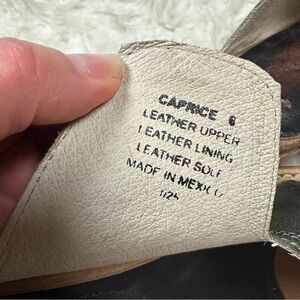 CAPRICE 6
LEATHER UPPER
LEATHER LINING
LEATHER SOLE
MADE IN MEXICO
1/24